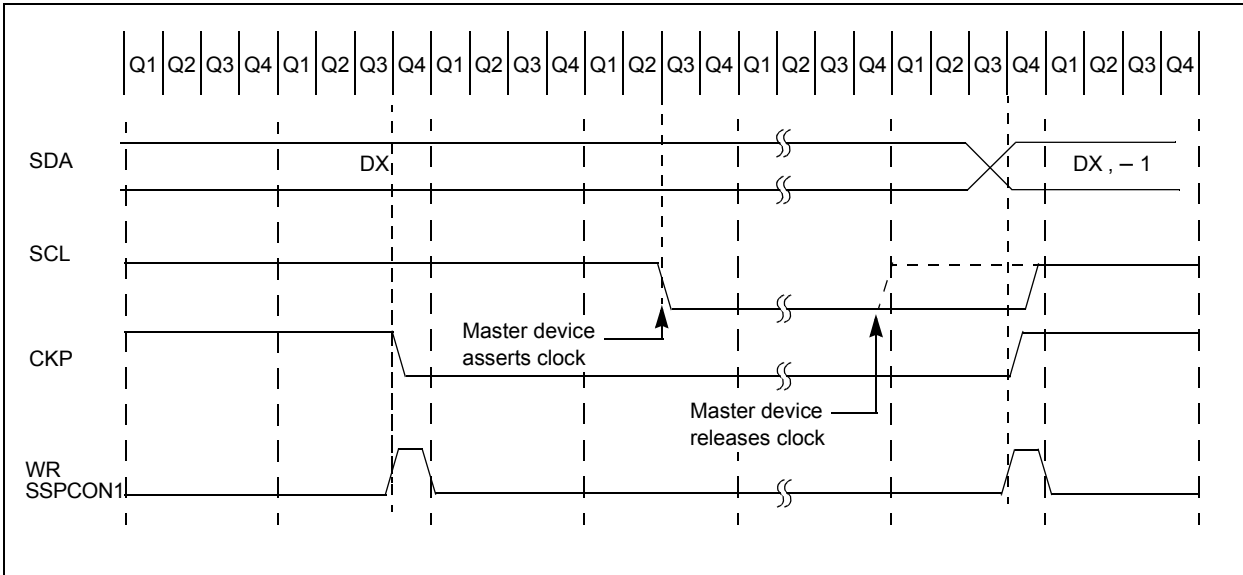 Q1 Q2 Q3 Q4 Q1 Q2 Q3 Q4 Q1 Q2 Q3 Q4 Q1 Q2 Q3 Q4 Q1 Q2 Q3 Q4 Q1 Q2 Q3 Q4 Q1 Q2 Q3 Q4
SDA
DX
DX , – 1
SCL
Master device
asserts clock
CKP
Master device
releases clock
WR
SSPCON1